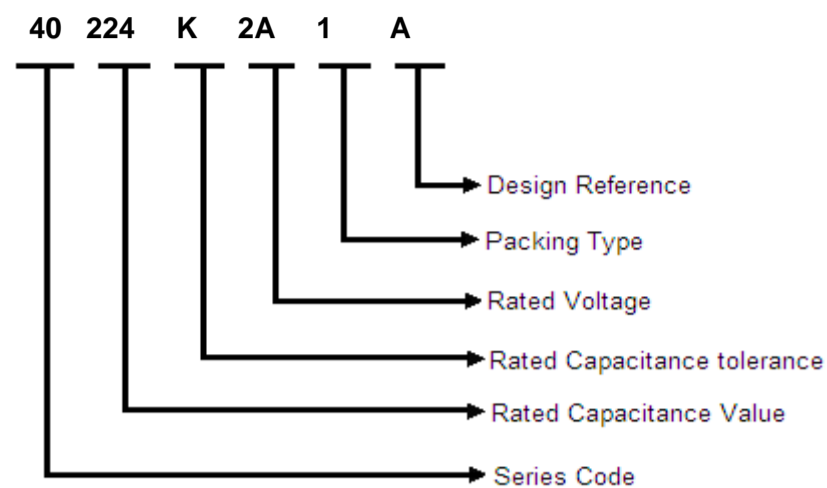 40 224 K 2A 1 A
Design Reference
Packing Type
Rated Voltage
Rated Capacitance tolerance
Rated Capacitance Value
Series Code